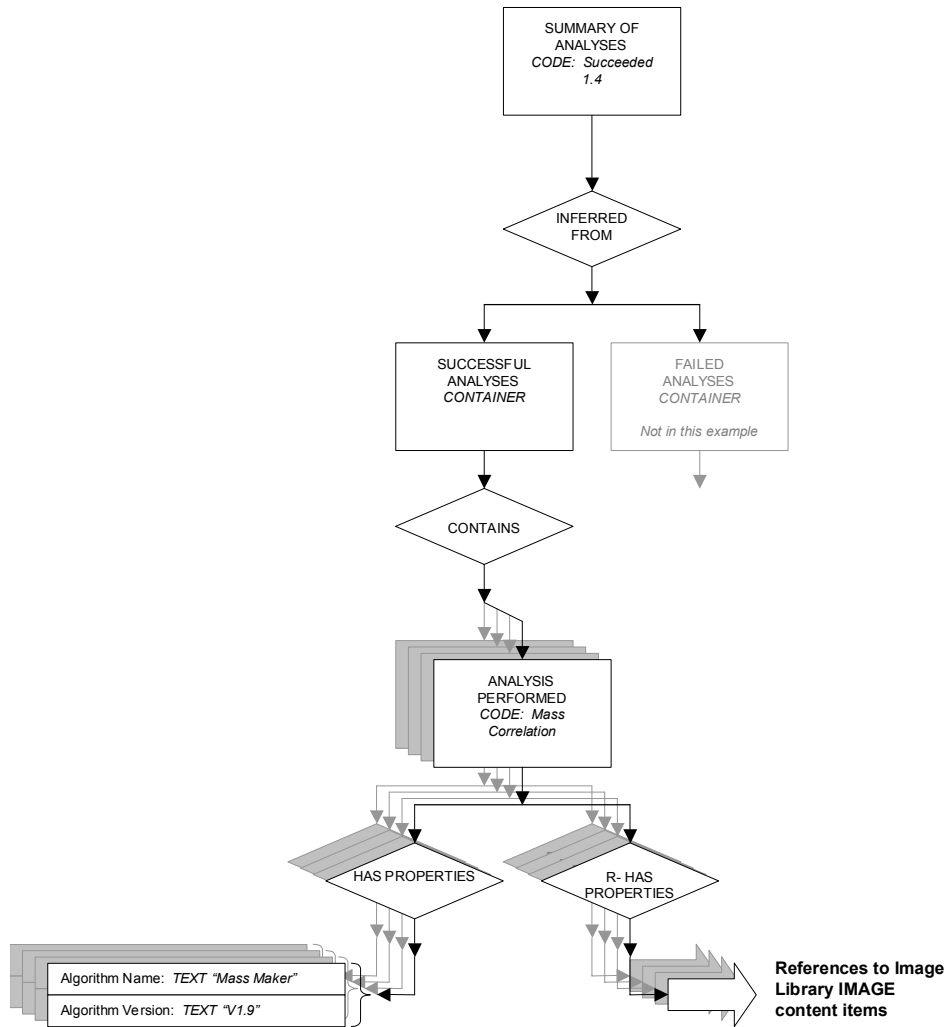 SUMMARY OF
ANALYSES
CODE: Succeeded
1.4
INFERRED
FROM
SUCCESSFUL
ANALYSES
CONTAINER
FAILED
ANALYSES
CONTAINER
Not in this example
CONTAINS
ANALYSIS
PERFORMED
CODE: Mass
Correlation
HAS PROPERTIES
R- HAS
PROPERTIES
Algorithm Name: TEXT “Mass Maker”
Algorithm Version: TEXT “V1.9”
References to Image
Library IMAGE
content items